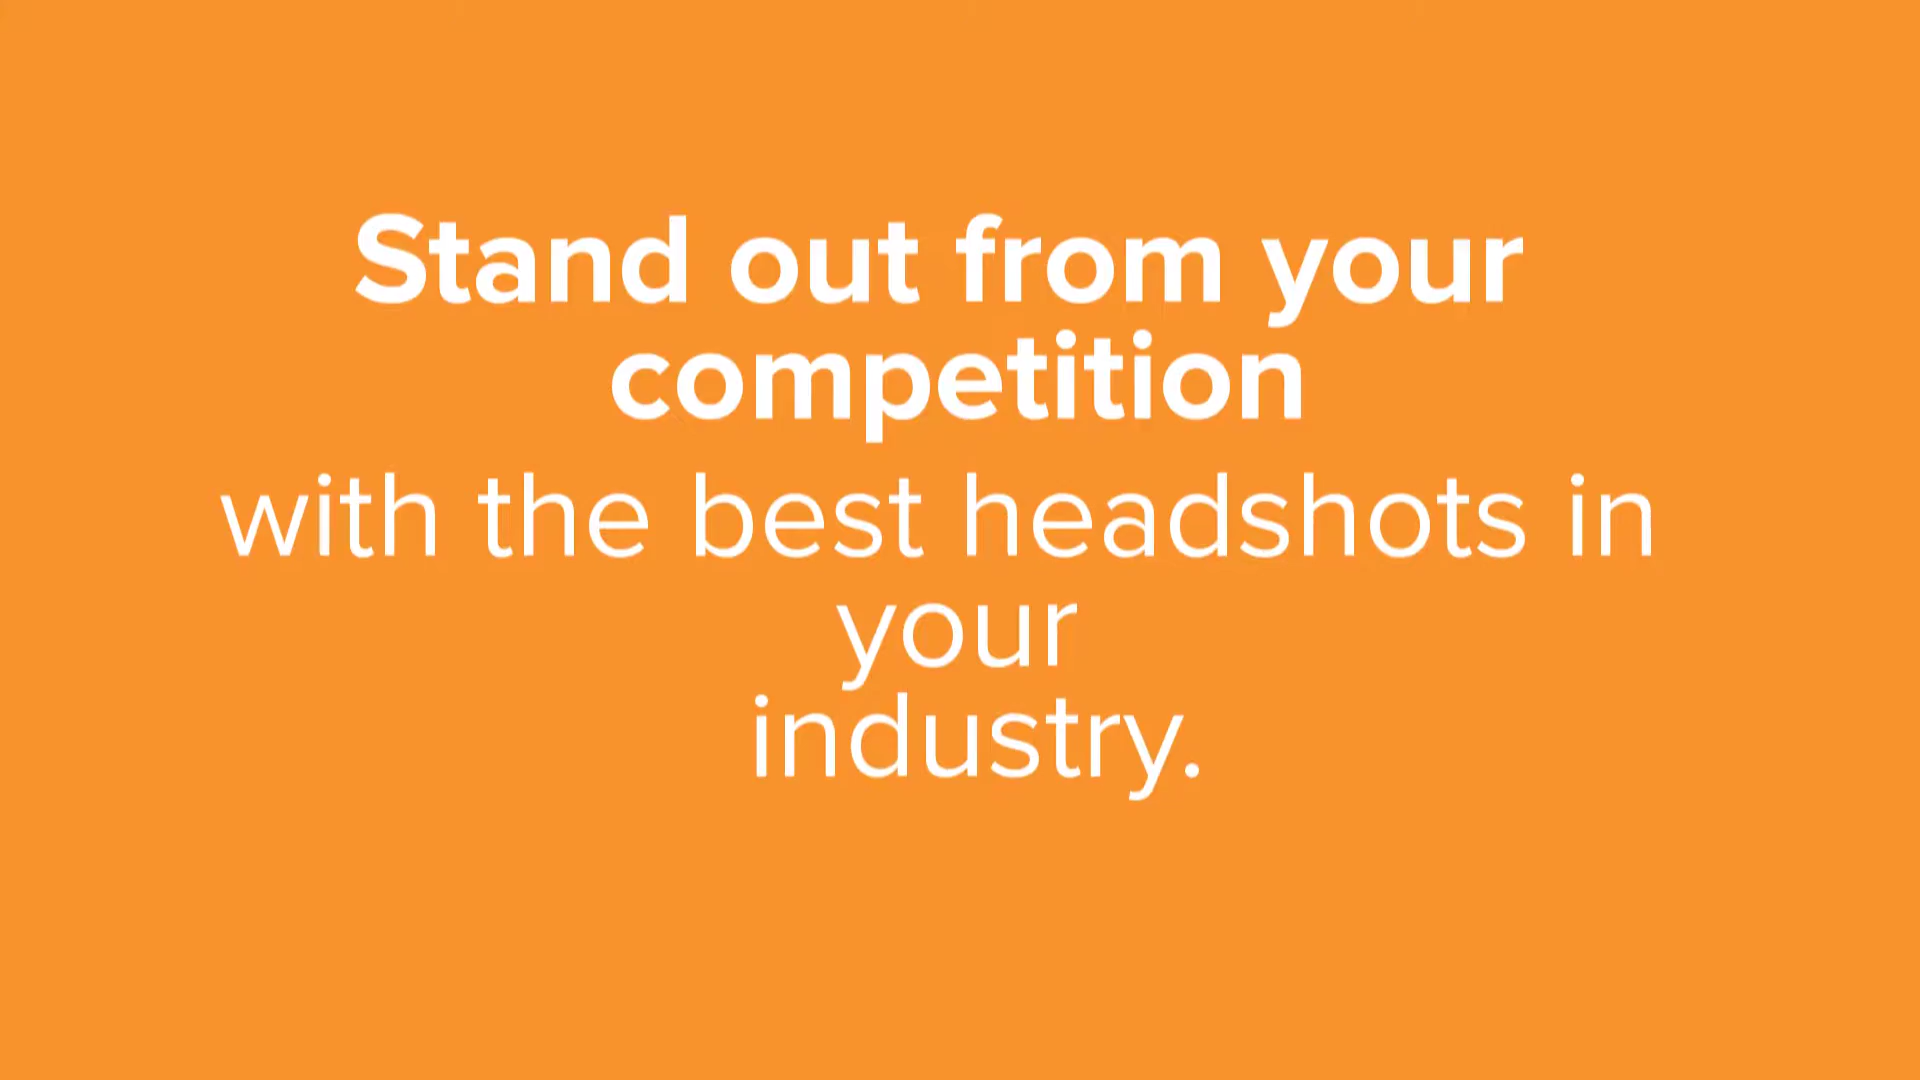 Stand out from your
competition
with the best headshots in
your
industry.